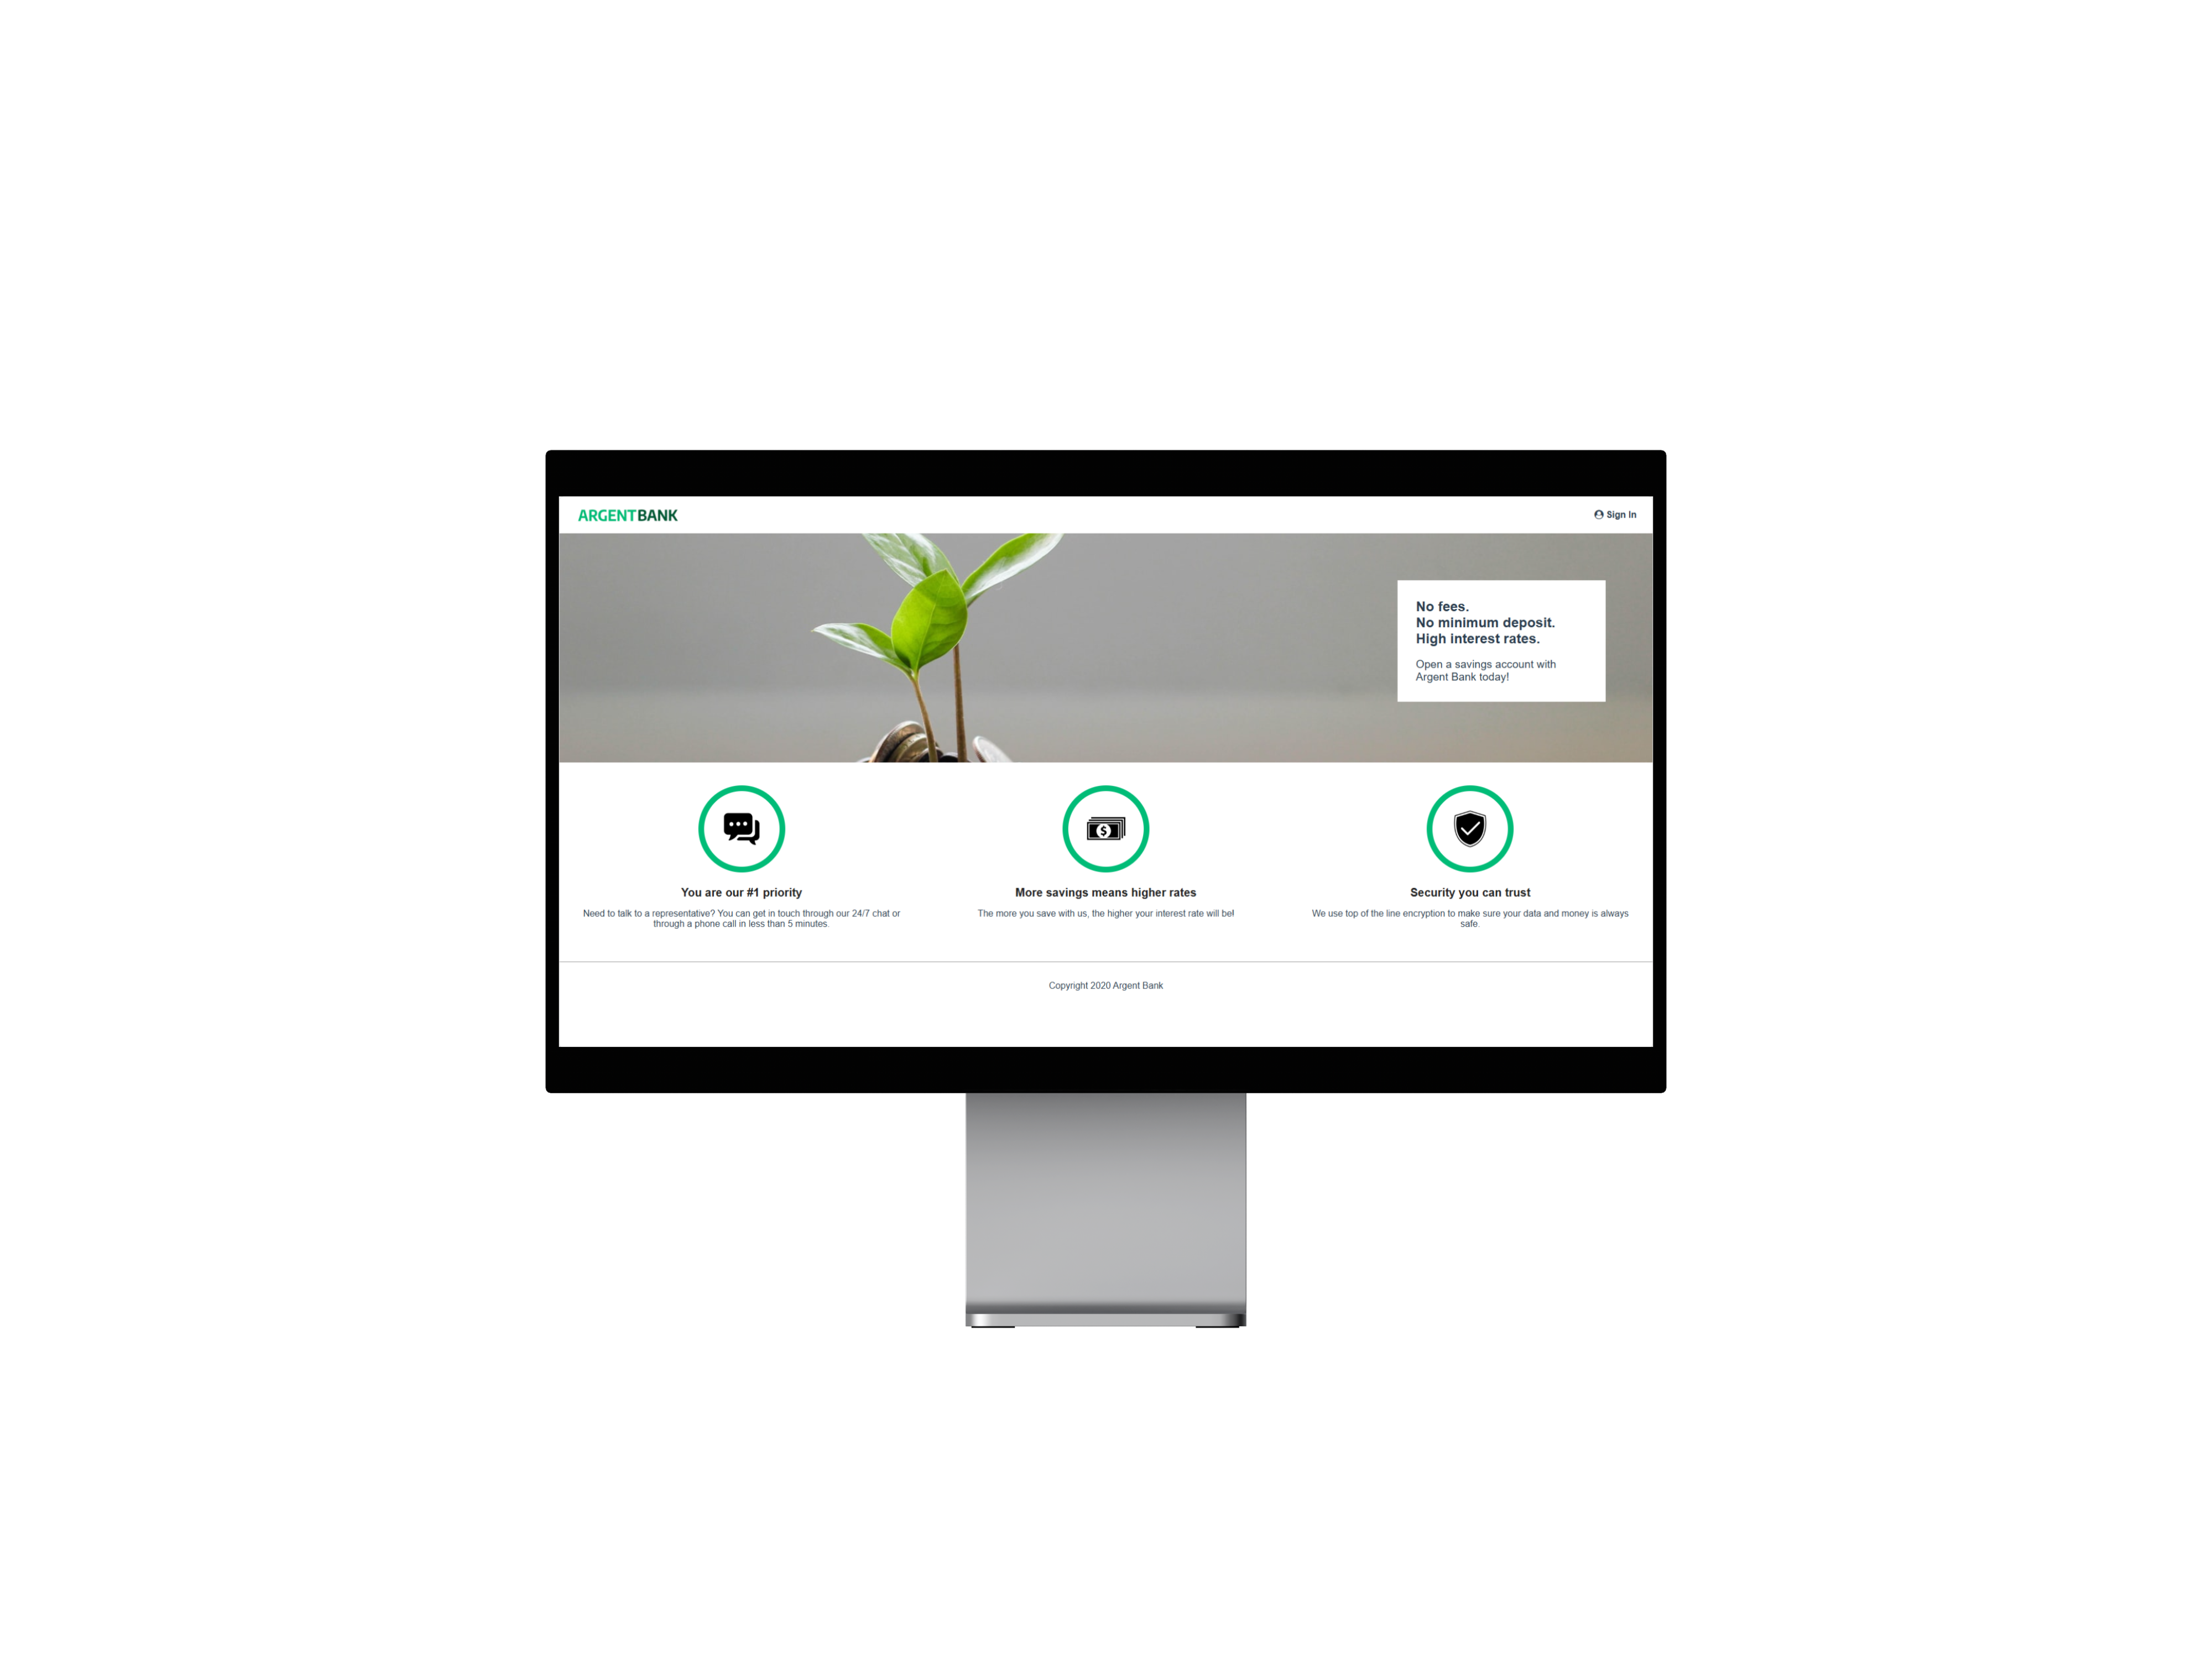 ARGENTBANK
Sign In
No fees.
No minimum deposit.
High interest rates.
Open a savings account with
Argent Bank today!
You are our #1 priority
Need to talk to a representative? You can get in touch through our 24/7 chat or
through a phone call in less than 5 minutes.
More savings means higher rates
The more you save with us, the higher your interest rate will be!
Security you can trust
We use top of the line encryption to make sure your data and money is always
safe.
Copyright 2020 Argent Bank